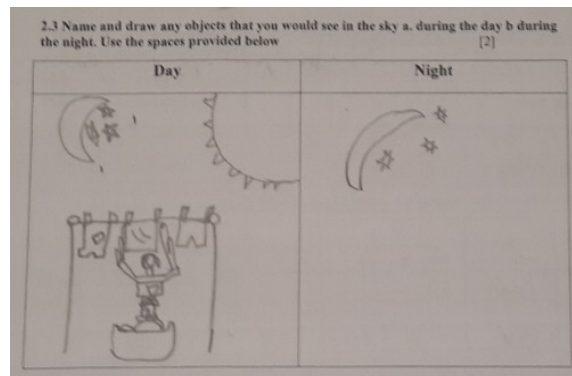 2.3 Name and draw any objects that you would see in the sky a. during the day b during
the night. Use the spaces provided below [2]
Day Night